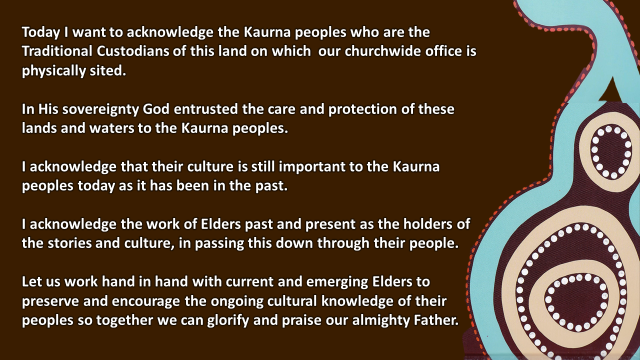 Today I want to acknowledge the Kaurna peoples who are the
Traditional Custodians of this land on which our churchwide office is
physically sited.
In His sovereignty God entrusted the care and protection of these
lands and waters to the Kaurna peoples.
I acknowledge that their culture is still important to the Kaurna
peoples today as it has been in the past.
I acknowledge the work of Elders past and present as the holders of
the stories and culture, in passing this down through their people.
Let us work hand in hand with current and emerging Elders to
preserve and encourage the ongoing cultural knowledge of their
peoples so together we can glorify and praise our almighty Father.